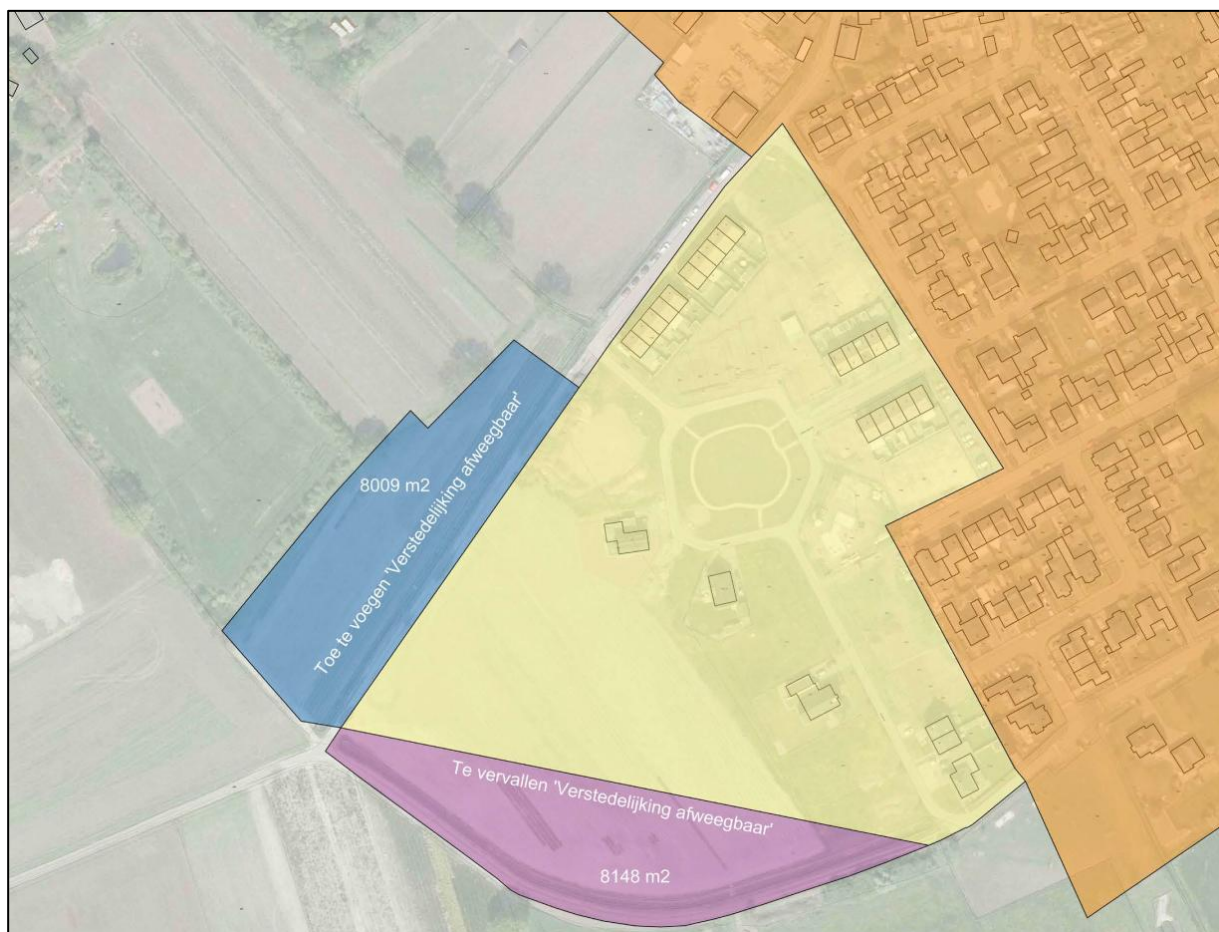 8009 m2
Toe te voegen 'Verstedelijking afweegbaar'
Te vervallen 'Verstedelijking afweegbaar'
8148 m2